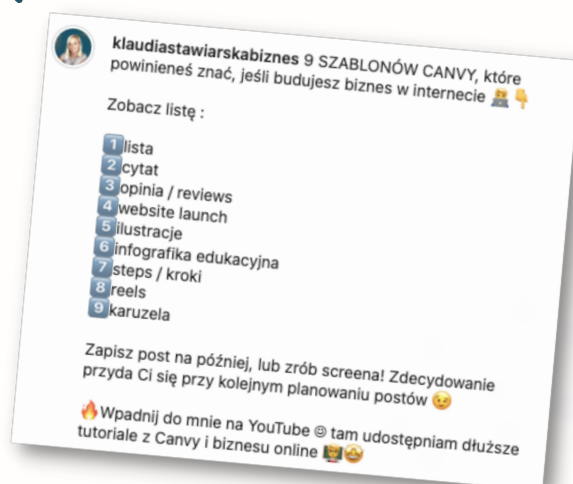 klaudiastawiarskabiznes 9 SZABLONÓW CANVY, które
powinieneś znać, jeśli budujesz biznes w internecie 👩‍💻👇
Zobacz listę :
1️⃣lista
2️⃣cytat
3️⃣opinia / reviews
4️⃣website launch
5️⃣ilustracje
6️⃣infografika edukacyjna
7️⃣steps / kroki
8️⃣reels
9️⃣karuzela
Zapisz post na później, lub zrób screena! Zdecydowanie
przyda Ci się przy kolejnym planowaniu postów 😉
🔥Wpadnij do mnie na YouTube ☺ tam udostępniam dłuższe
tutoriale z Canvy i biznesu online 👩‍🏫🤩